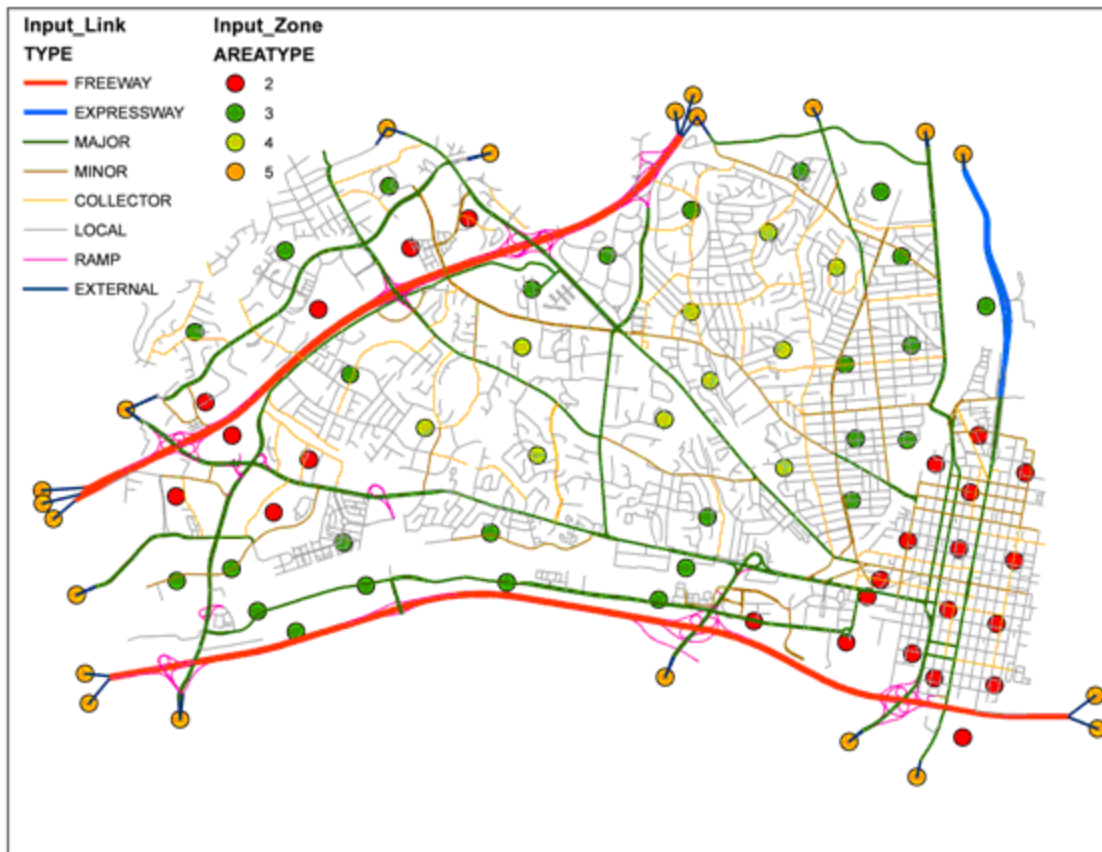 Input_Link
TYPE
FREEWAY
EXPRESSWAY
MAJOR
MINOR
COLLECTOR
LOCAL
RAMP
EXTERNAL
Input_Zone
AREATYPE
2
3
4
5